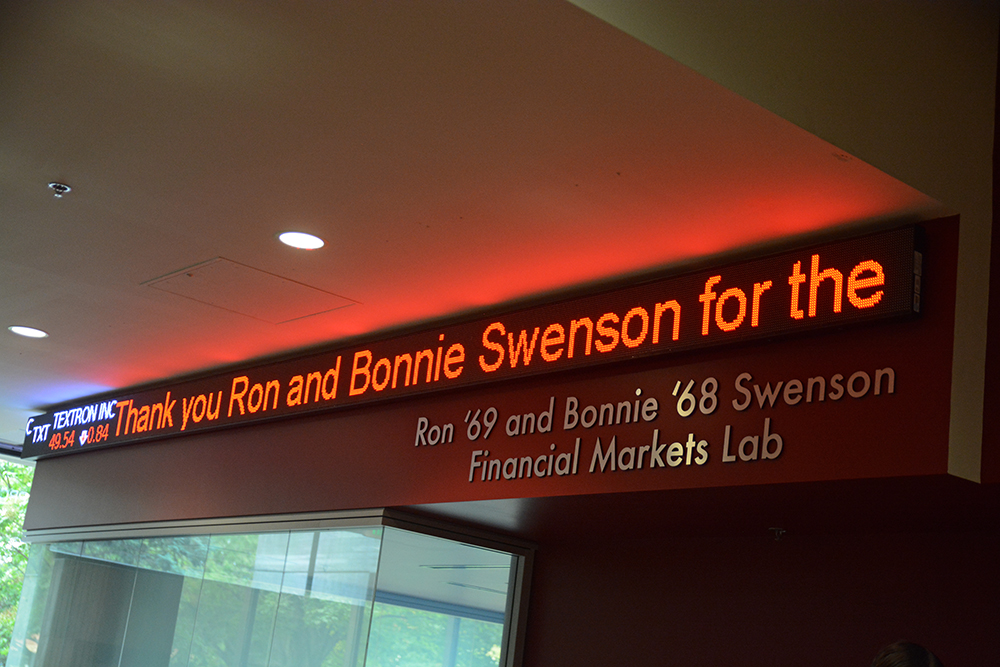 C
TXT TEXTRON INC
49.54 0.84
Thank you Ron and Bonnie Swenson for the
Ron ‘69 and Bonnie ‘68 Swenson
Financial Markets Lab